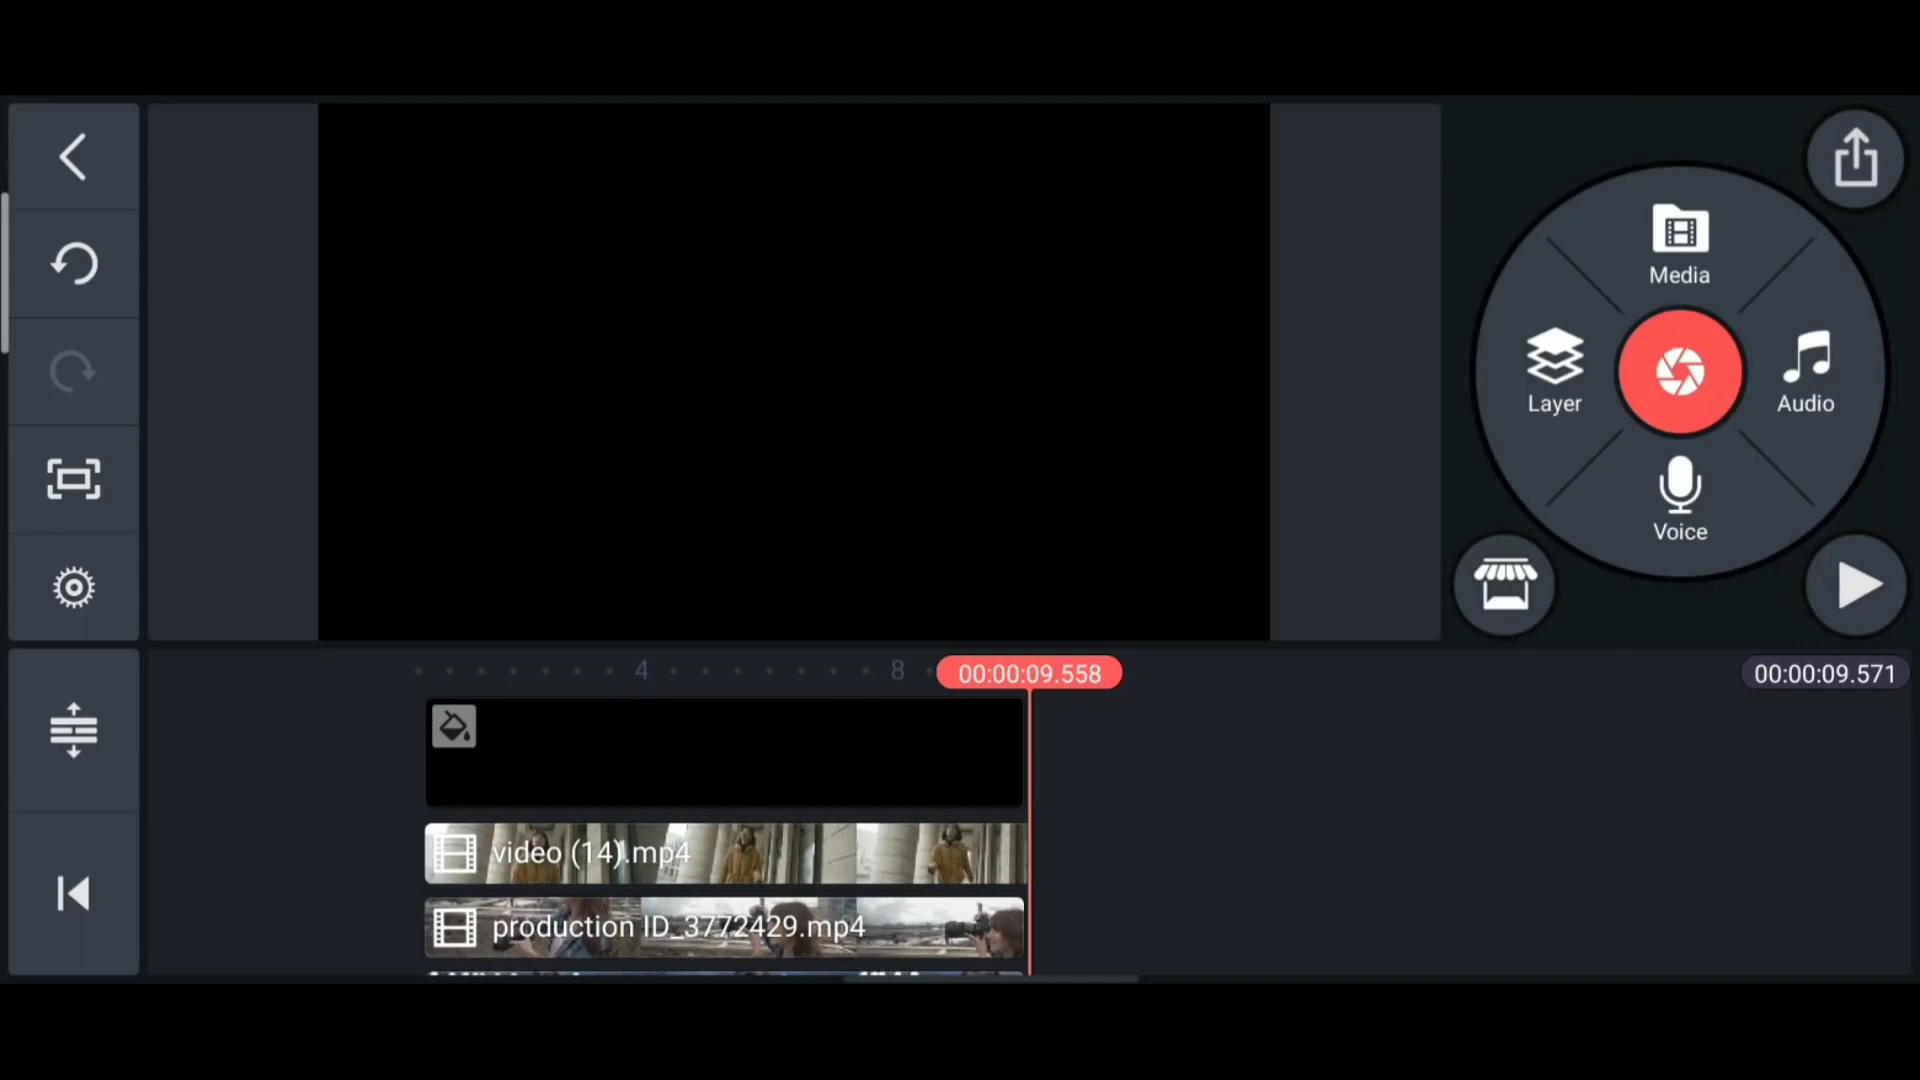 Media
Layer
Audio
Voice
4
8
00:00:09.558
00:00:09.571
video (14).mp4
production ID_3772429.mp4